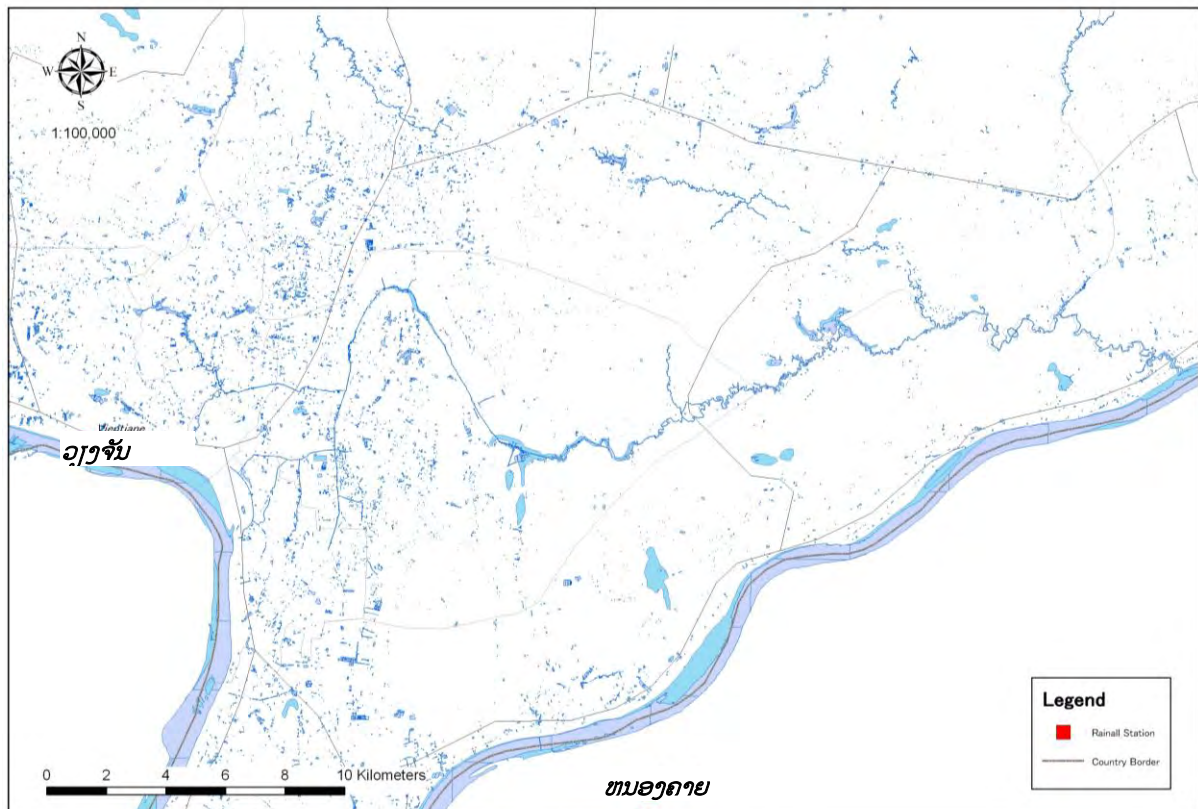 N
W E
S
1:100,000
Vientiane
ວຽງຈັນ
Legend
Rainall Station
Country Border
0 2 4 6 8 10 Kilometers
ຫນອງຄາຍ